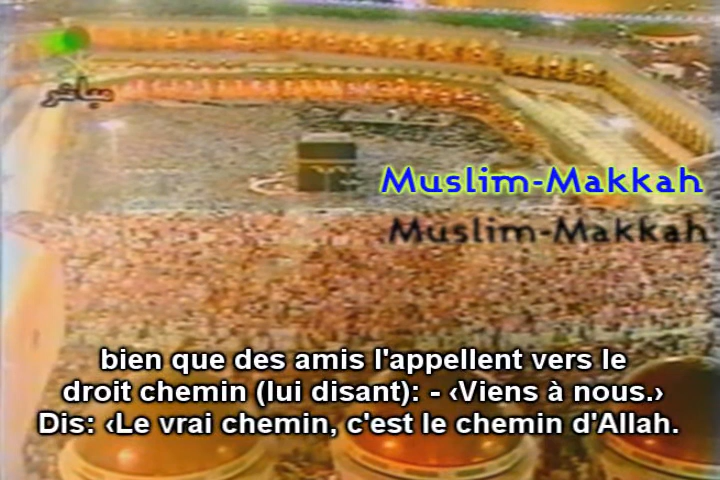 مباشر
Muslim-Makkah
Muslim-Makkah
bien que des amis l'appellent vers le
droit chemin (lui disant): - ‹Viens à nous.›
Dis: ‹Le vrai chemin, c'est le chemin d'Allah.